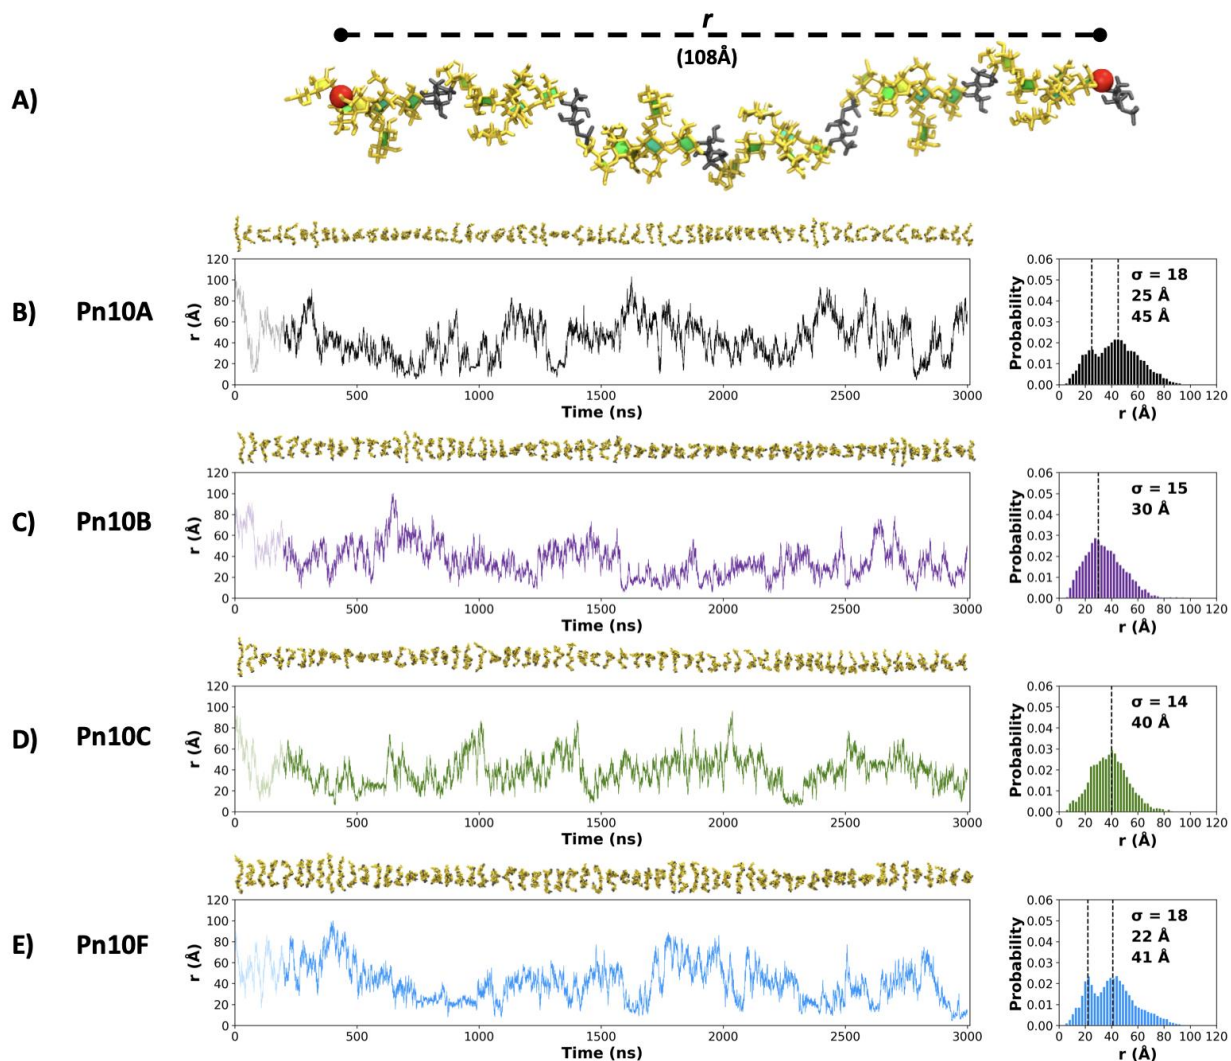 r
(108Å)
A)
B) Pn10A
120
100
80
60
40
20
0
r (Å)
500 1000 1500 2000 2500 3000
Time (ns)
0.06
0.05
0.04
0.03
0.02
0.01
0.00
Probability
σ = 18
25 Å
45 Å
0 20 40 60 80 100 120
r (Å)
C) Pn10B
120
100
80
60
40
20
0
r (Å)
0 500 1000 1500 2000 2500 3000
Time (ns)
0.06
0.05
0.04
0.03
0.02
0.01
0.00
Probability
σ = 15
30 Å
0 20 40 60 80 100 120
r (Å)
D) Pn10C
120
100
80
60
40
20
0
r (Å)
0 500 1000 1500 2000 2500 3000
Time (ns)
0.06
0.05
0.04
0.03
0.02
0.01
0.00
Probability
σ = 14
40 Å
0 20 40 60 80 100 120
r (Å)
E) Pn10F
120
100
80
60
40
20
0
r (Å)
0 500 1000 1500 2000 2500 3000
Time (ns)
0.06
0.05
0.04
0.03
0.02
0.01
0.00
Probability
σ = 18
22 Å
41 Å
0 20 40 60 80 100 120
r (Å)